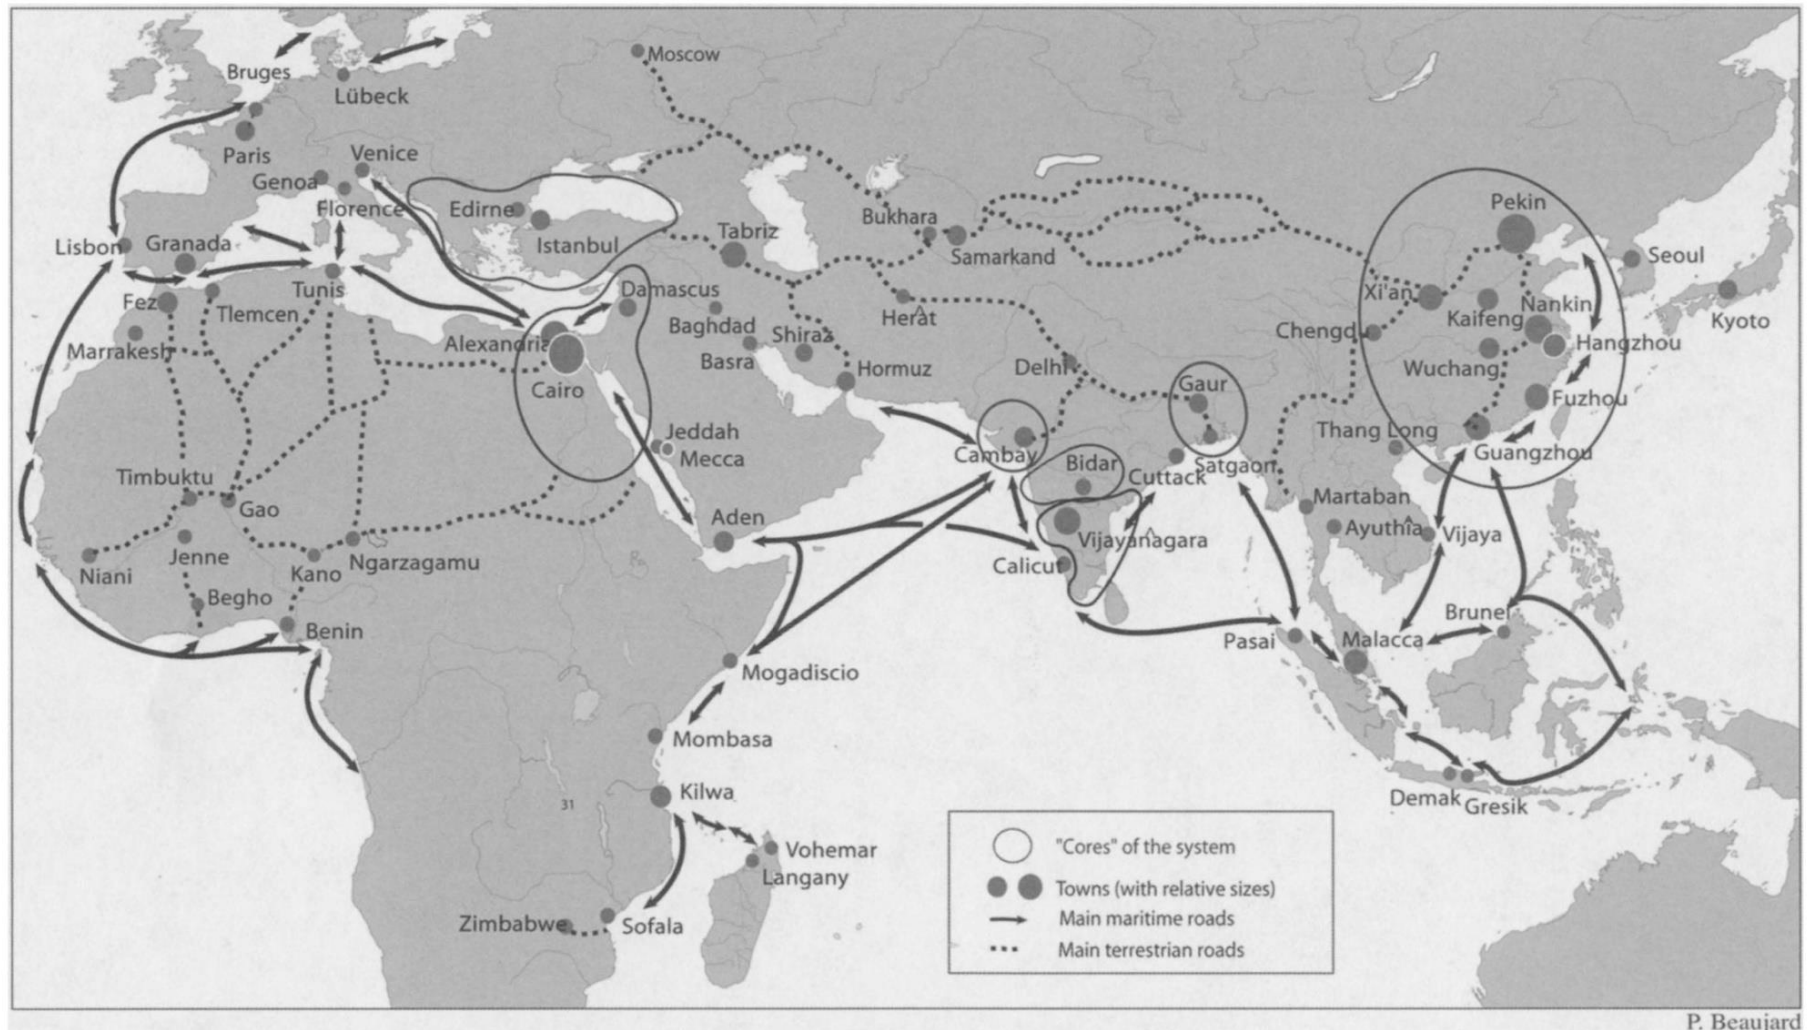 Moscow
Bruges
Lübeck
Paris
Venice
Genoa
Florence
Edirne
Istanbul
Lisbon
Granada
Tunis
Fez
Tlemcen
Marrakesh
Alexandria
Cairo
Damascus
Baghdad
Basra
Tabriz
Shiraz
Hormuz
Bukhara
Samarkand
Herât
Delhi
Gaur
Cambay
Bidar
Cuttack
Satgaon
Vijayanâgara
Calicut
Jeddah
Mecca
Aden
Timbuktu
Gao
Jenne
Niani
Kano
Ngarzagamu
Begho
Benin
Mogadiscio
Mombasa
Kilwa
31
Vohemar
Langany
Zimbabwe
Sofala
Pekin
Seoul
Kyoto
Xi'an
Kaifeng
Nankin
Chengd
Hangzhou
Wuchang
Fuzhou
Thang Long
Guangzhou
Martaban
Ayuthîa
Vijaya
Brunei
Pasai
Malacca
Demak
Gresik
"Cores" of the system
Towns (with relative sizes)
Main maritime roads
Main terrestrian roads
P. Beaujard